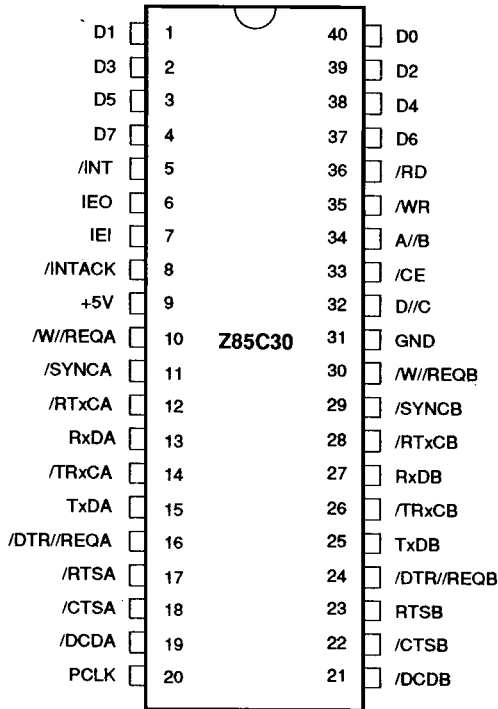 D1 1 40 D0
D3 2 39 D2
D5 3 38 D4
D7 4 37 D6
/INT 5 36 /RD
IEO 6 35 /WR
IEI 7 34 A//B
/INTACK 8 33 /CE
+5V 9 32 D//C
/W//REQA 10 Z85C30 31 GND
/SYNCA 11 30 /W//REQB
/RTxCA 12 29 /SYNCB
RxDA 13 28 /RTxCB
/TRxCA 14 27 RxDB
TxDA 15 26 /TRxCB
/DTR//REQA 16 25 TxDB
/RTSA 17 24 /DTR//REQB
/CTSA 18 23 RTSB
/DCDA 19 22 /CTSB
PCLK 20 21 /DCDB